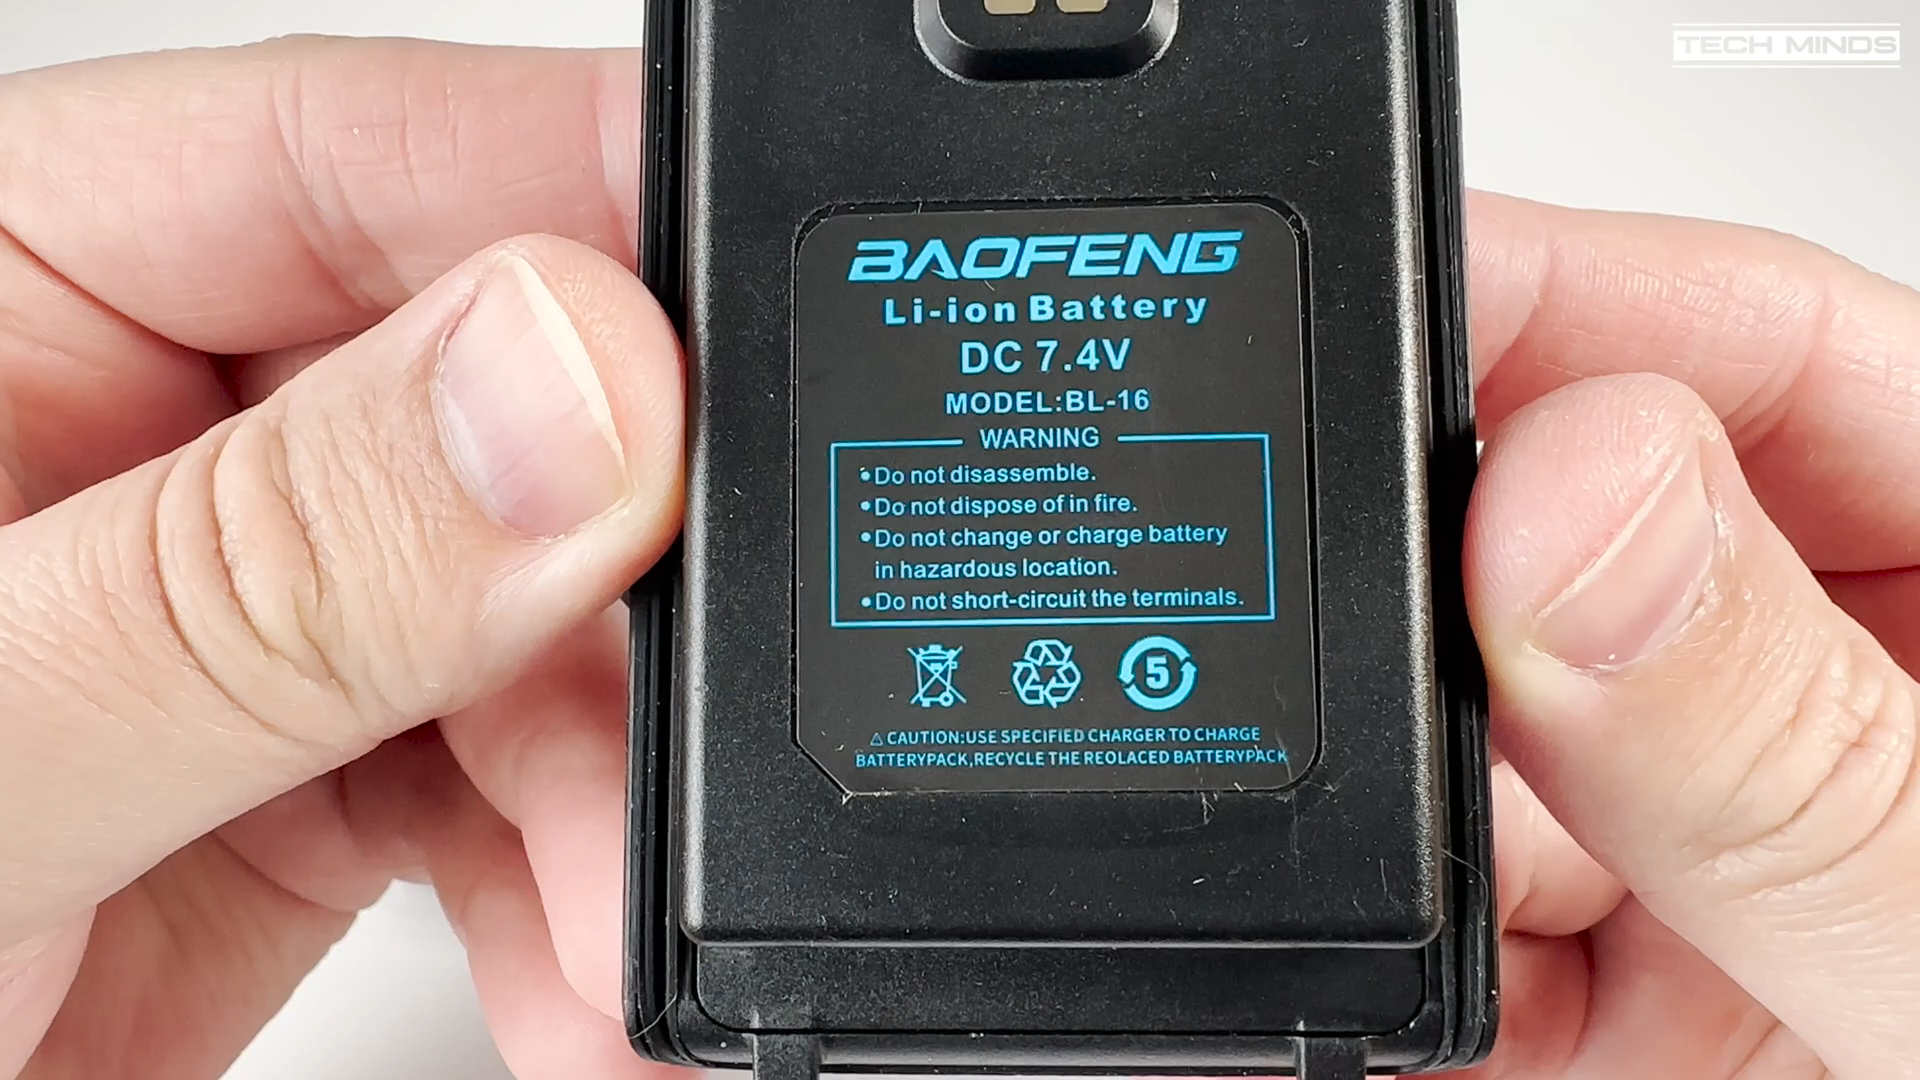 TECH MINDS
BAOFENG
Li-ion Battery
DC 7.4V
MODEL:BL-16
WARNING
•Do not disassemble.
•Do not dispose of in fire.
•Do not change or charge battery
in hazardous location.
•Do not short-circuit the terminals.
5
⚠CAUTION:USE SPECIFIED CHARGER TO CHARGE
BATTERYPACK,RECYCLE THE REOLACED BATTERYPACK